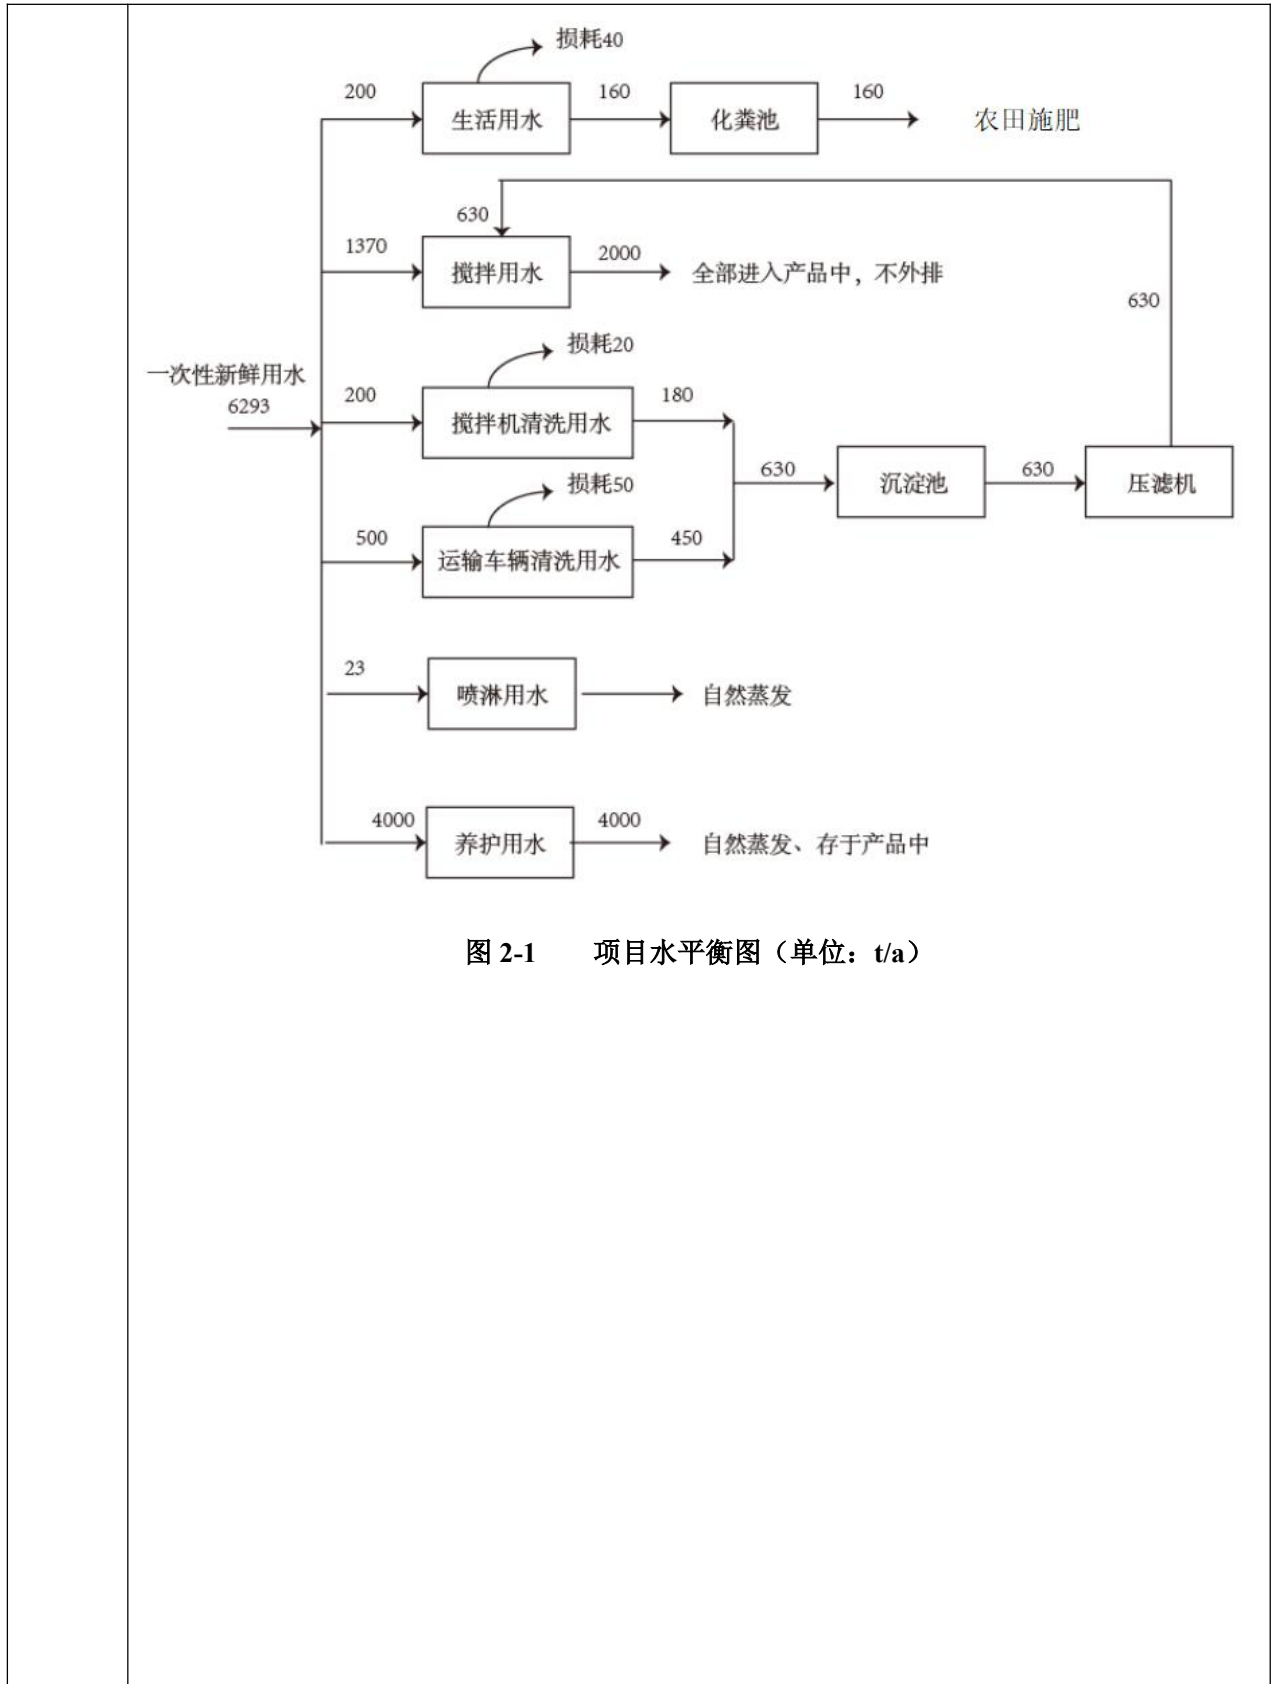 损耗40
200
生活用水
160
化粪池
160
农田施肥
630
1370
搅拌用水
2000
全部进入产品中，不外排
630
一次性新鲜用水
6293
损耗20
200
搅拌机清洗用水
180
630
沉淀池
630
压滤机
损耗50
500
运输车辆清洗用水
450
23
喷淋用水
自然蒸发
4000
养护用水
4000
自然蒸发、存于产品中
图 2-1 项目水平衡图（单位：t/a）